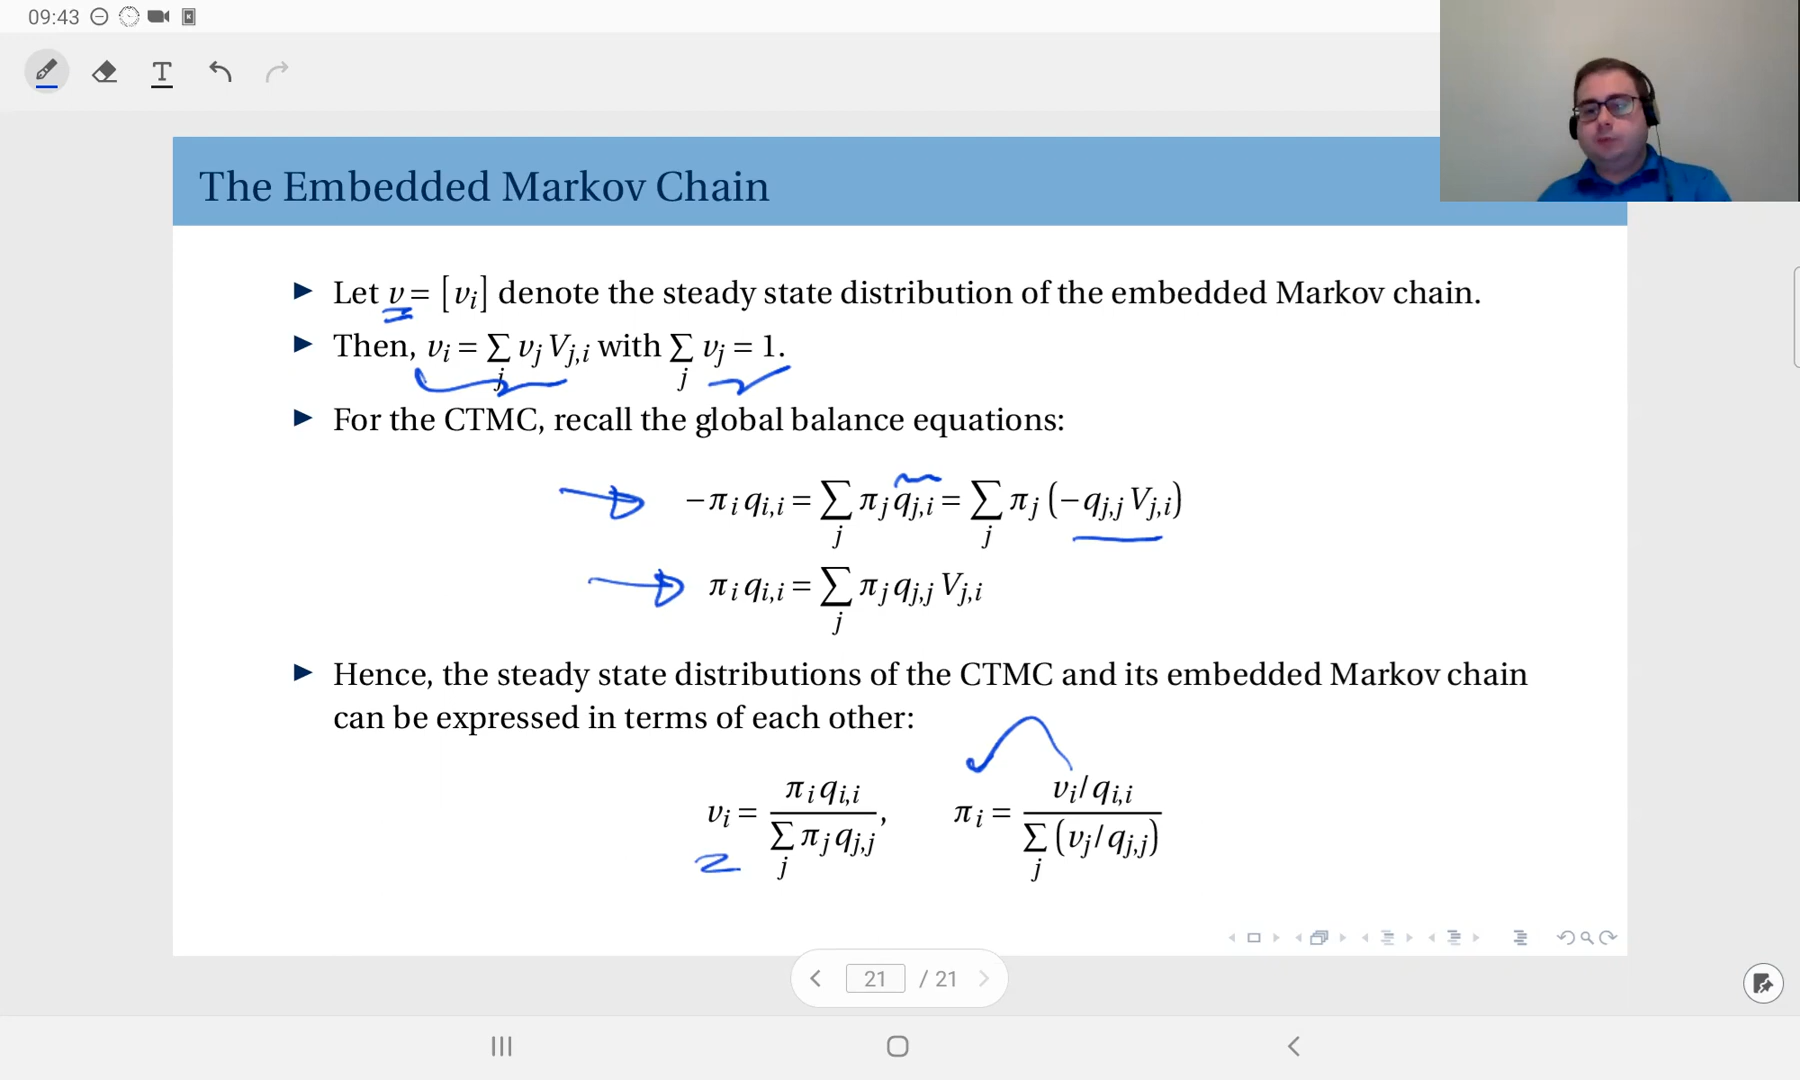 09:43
T
The Embedded Markov Chain
► Let v = [v_i] denote the steady state distribution of the embedded Markov chain.
► Then, v_i = ∑_j v_j V_{j,i} with ∑_j v_j = 1.
► For the CTMC, recall the global balance equations:
−π_i q_{i,i} = ∑_j π_j q_{j,i} = ∑_j π_j (−q_{j,j} V_{j,i})
π_i q_{i,i} = ∑_j π_j q_{j,j} V_{j,i}
► Hence, the steady state distributions of the CTMC and its embedded Markov chain
can be expressed in terms of each other:
v_i = π_i q_{i,i} / ∑_j π_j q_{j,j}, π_i = v_i/q_{i,i} / ∑_j (v_j/q_{j,j})
21 / 21